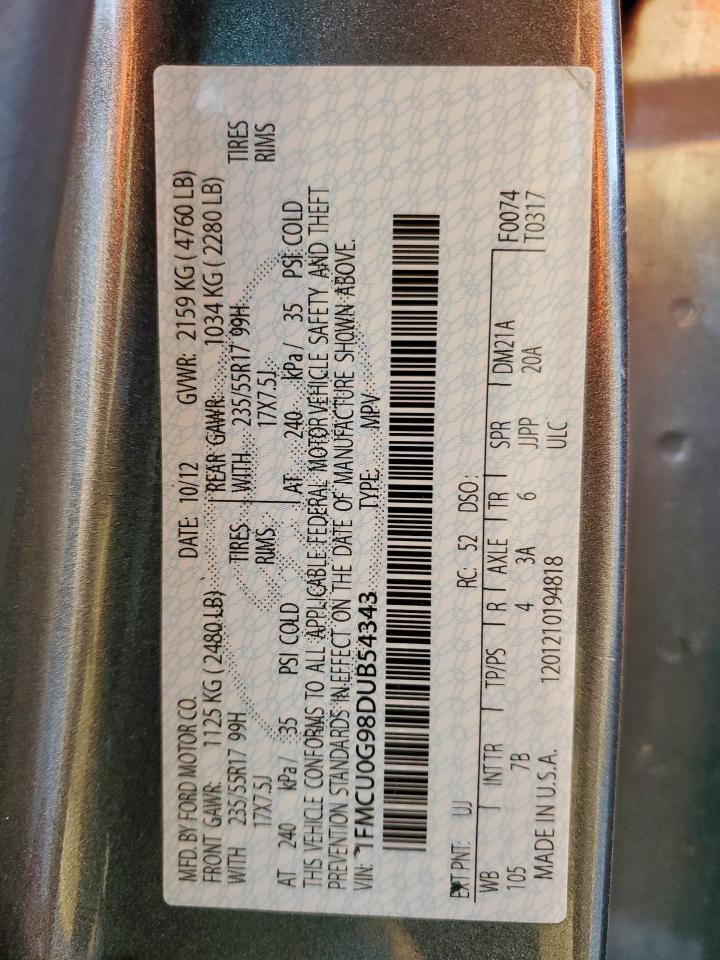 MFD. BY FORD MOTOR CO. DATE: 10/12 GVWR: 2159 KG ( 4760 LB)
FRONT GAWR: 1125 KG ( 2480 LB) REAR GAWR: 1034 KG ( 2280 LB)
WITH 235/55R17 99H TIRES WITH 235/55R17 99H TIRES
17X7.5J RIMS 17X7.5J RIMS
AT 240 kPa / 35 PSI COLD AT 240 kPa / 35 PSI COLD
THIS VEHICLE CONFORMS TO ALL APPLICABLE FEDERAL MOTOR VEHICLE SAFETY AND THEFT
PREVENTION STANDARDS IN EFFECT ON THE DATE OF MANUFACTURE SHOWN ABOVE.
VIN: 1FMCU0G98DUB54343 TYPE: MPV
EXT PNT: UJ RC: 52 DSO:
WB INT TR TP/PS R AXLE TR SPR DM21A F0074
105 7B 4 3A 6 JJPP 20A T0317
MADE IN U.S.A. 1201210194818 ULC